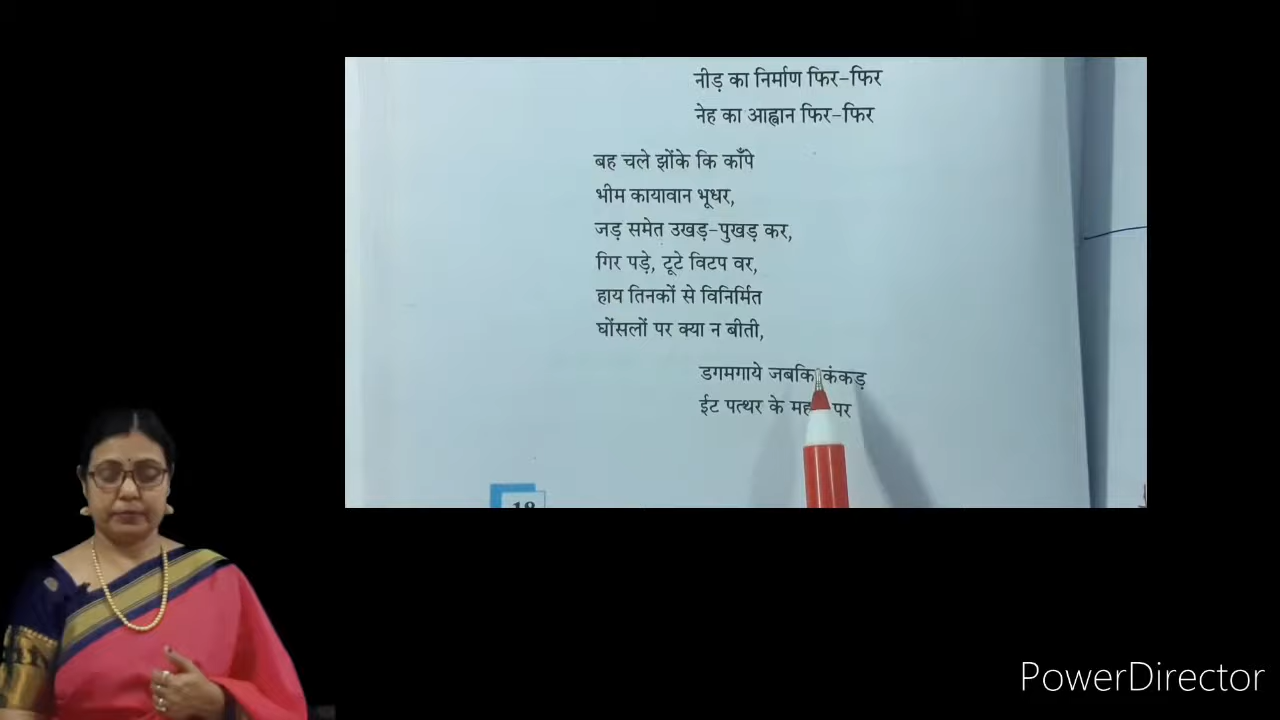 नीड़ का निर्माण फिर-फिर
नेह का आह्वान फिर-फिर
बह चले झोंके कि काँपे
भीम कायावान भूधर,
जड़ समेत उखड़-पुखड़ कर,
गिर पड़े, टूटे विटप वर,
हाय तिनकों से विनिर्मित
घोंसलों पर क्या न बीती,
डगमगाये जबकि कंकड़
ईट पत्थर के पर
PowerDirector